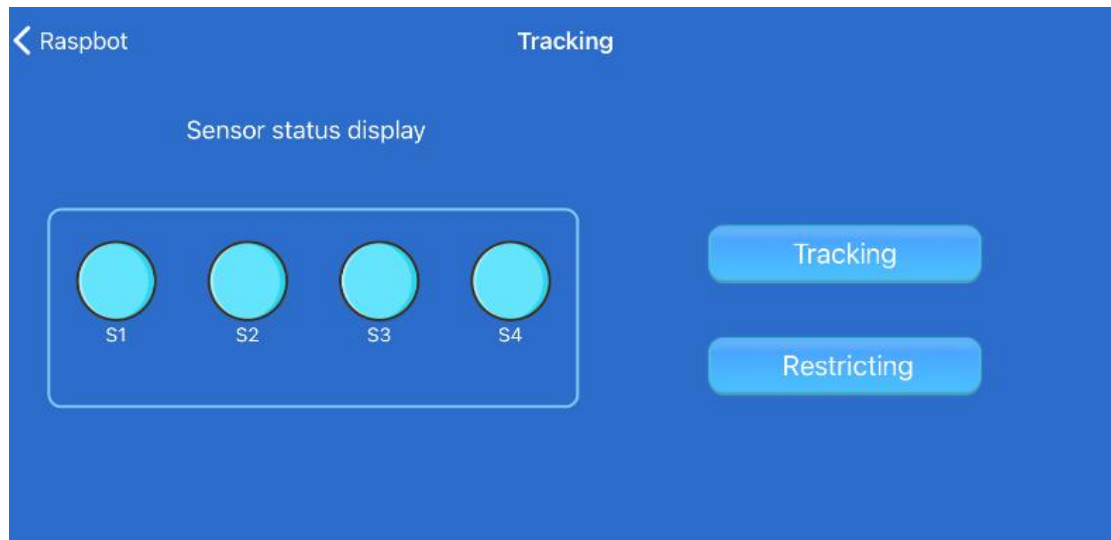 Raspbot
Tracking
Sensor status display
S1 S2 S3 S4
Tracking
Restricting